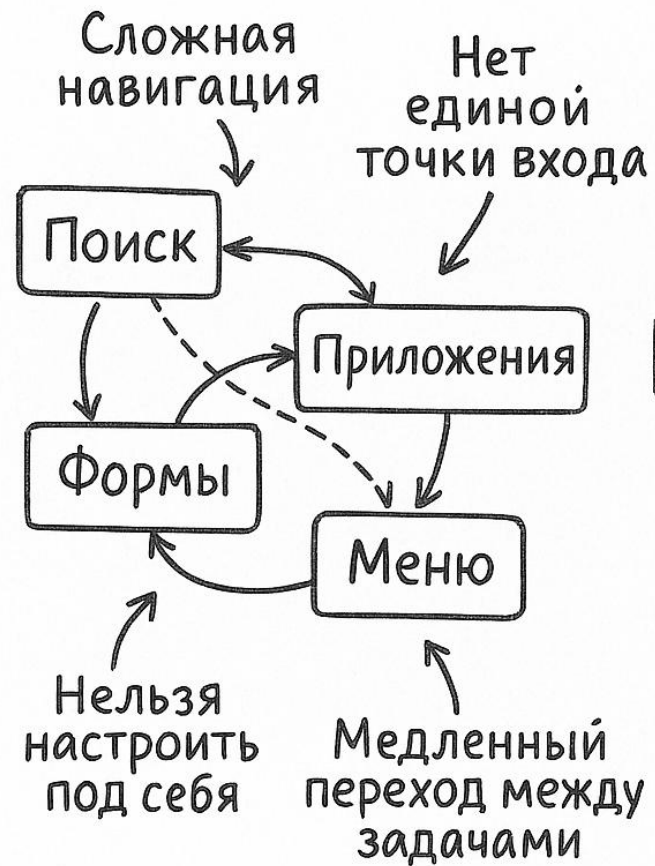 Сложная
навигация
Нет
единой
точки входа
Поиск
Приложения
Формы
Меню
Нельзя
настроить
под себя
Медленный
переход между
задачами